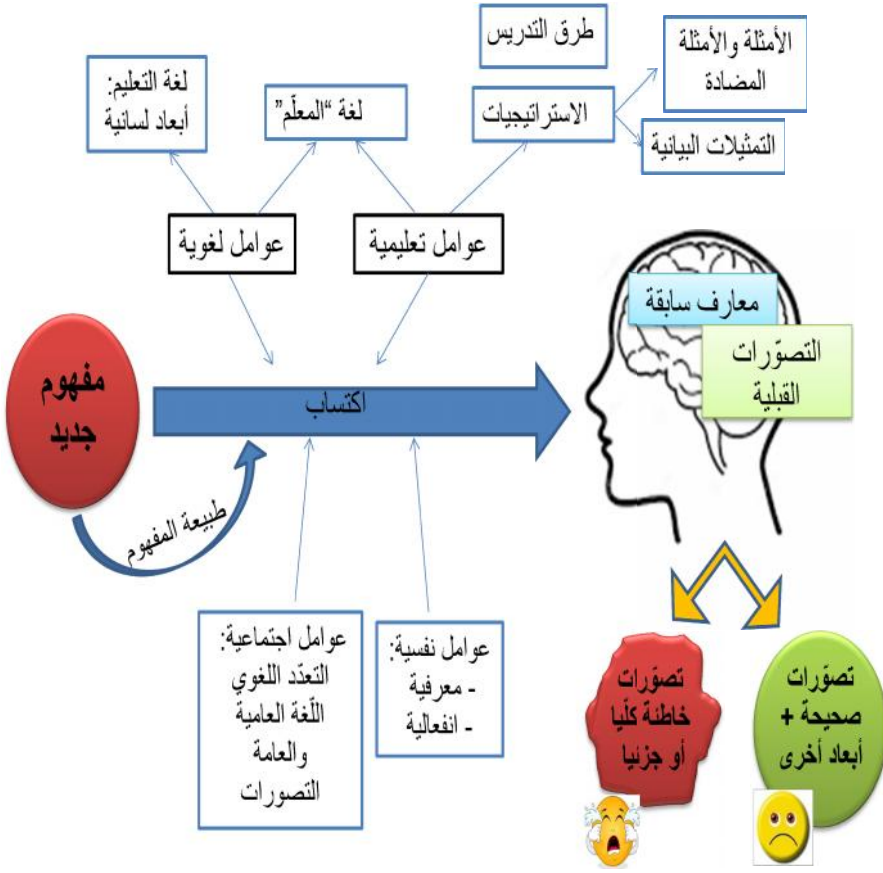 طرق التدريس
الأمثلة والأمثلة
المضادة
لغة التعليم:
أبعاد لسانية
لغة “المعلّم”
الاستراتيجيات
التمثيلات البيانية
عوامل لغوية
عوامل تعليمية
معارف سابقة
التصوّرات
القبلية
مفهوم
جديد
اكتساب
طبيعة المفهوم
عوامل اجتماعية:
التعدّد اللغوي
اللّغة العامية
والعامة
التصورات
عوامل نفسية:
- معرفية
- انفعالية
تصوّرات
خاطئة كلّيا
أو جزئيا
تصوّرات
صحيحة +
أبعاد أخرى